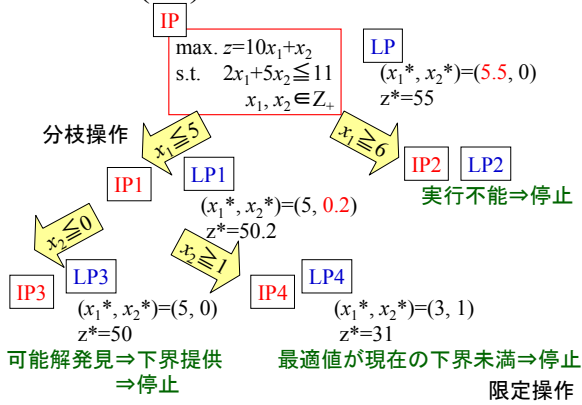 IP
max. z=10x₁+x₂
s.t. 2x₁+5x₂≦11
x₁, x₂∈Z₊
LP
(x₁*, x₂*)=(5.5, 0)
z*=55
分枝操作
x₁≦5
x₁≧6
IP1
LP1
(x₁*, x₂*)=(5, 0.2)
z*=50.2
IP2
LP2
実行不能⇒停止
x₂≦0
x₂≧1
IP3
LP3
(x₁*, x₂*)=(5, 0)
z*=50
可能解発見⇒下界提供
⇒停止
IP4
LP4
(x₁*, x₂*)=(3, 1)
z*=31
最適値が現在の下界未満⇒停止
限定操作